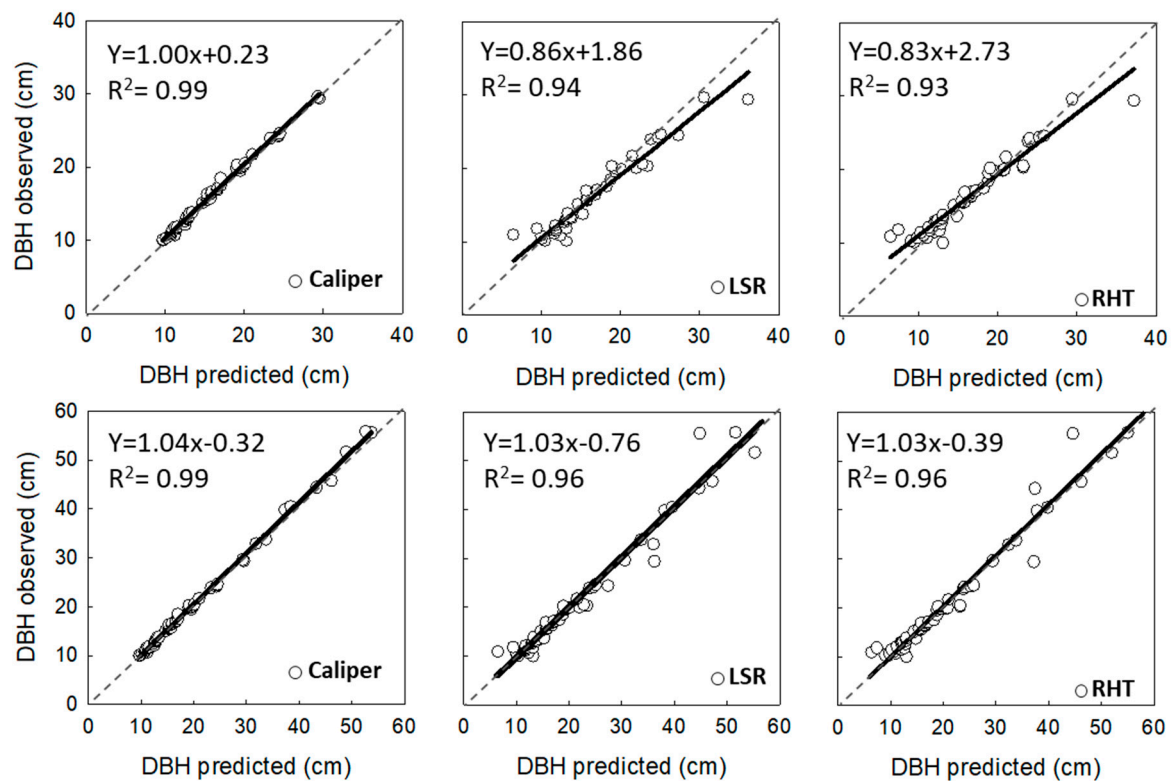 Y=1.00x+0.23
R²= 0.99
Caliper
40
30
20
10
0
DBH observed (cm)
0 10 20 30 40
DBH predicted (cm)
Y=0.86x+1.86
R²= 0.94
LSR
0 10 20 30 40
DBH predicted (cm)
Y=0.83x+2.73
R²= 0.93
RHT
0 10 20 30 40
DBH predicted (cm)
Y=1.04x–0.32
R²= 0.99
Caliper
60
50
40
30
20
10
0
DBH observed (cm)
0 10 20 30 40 50 60
DBH predicted (cm)
Y=1.03x–0.76
R²= 0.96
LSR
0 10 20 30 40 50 60
DBH predicted (cm)
Y=1.03x–0.39
R²= 0.96
RHT
0 10 20 30 40 50 60
DBH predicted (cm)